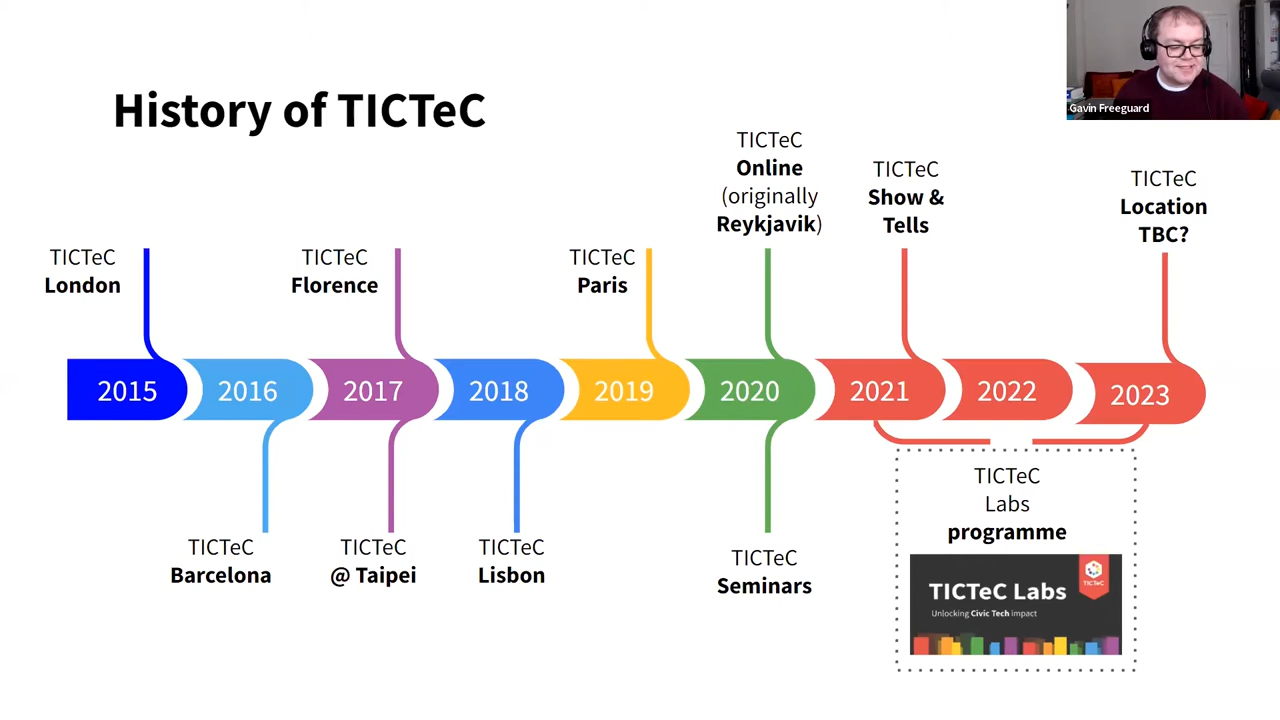 Gavin Freeguard
History of TICTeC
TICTeC
London
TICTeC
Florence
TICTeC
Paris
TICTeC
Online
(originally
Reykjavik)
TICTeC
Show &
Tells
TICTeC
Location
TBC?
2015
2016
2017
2018
2019
2020
2021
2022
2023
TICTeC
Barcelona
TICTeC
@ Taipei
TICTeC
Lisbon
TICTeC
Seminars
TICTeC
Labs
programme
TICTeC
TICTeC Labs
Unlocking Civic Tech impact